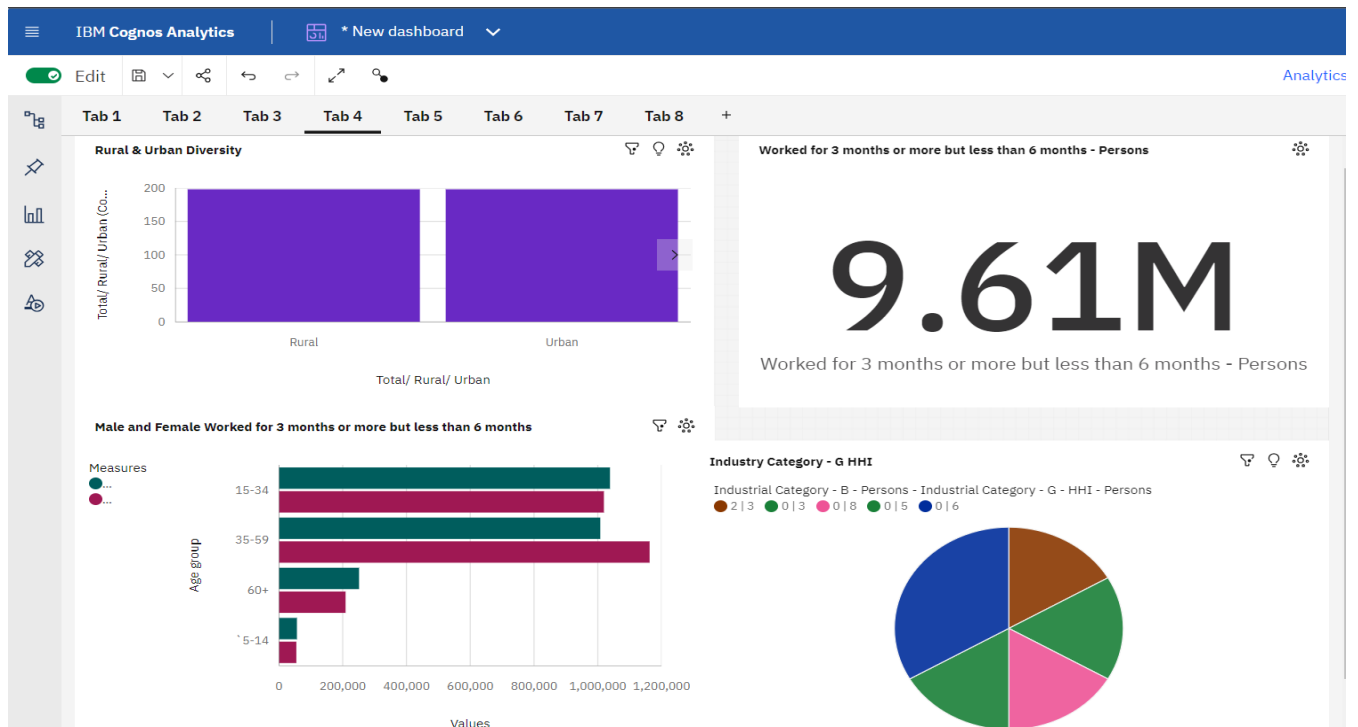 IBM Cognos Analytics
* New dashboard
Edit
Analytics
Tab 1 Tab 2 Tab 3 Tab 4 Tab 5 Tab 6 Tab 7 Tab 8 +
Rural & Urban Diversity
Total/ Rural/ Urban (Co...
200
150
100
50
0
Rural Urban
Total/ Rural/ Urban
Worked for 3 months or more but less than 6 months - Persons
9.61M
Worked for 3 months or more but less than 6 months - Persons
Male and Female Worked for 3 months or more but less than 6 months
Measures
...
...
Age group
15-34
35-59
60+
`5-14
0 200,000 400,000 600,000 800,000 1,000,000 1,200,000
Values
Industry Category - G HHI
Industrial Category - B - Persons - Industrial Category - G - HHI - Persons
2|3 0|3 0|8 0|5 0|6